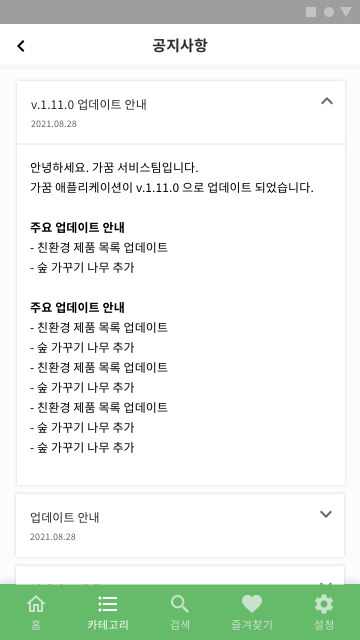 공지사항
v.1.11.0 업데이트 안내
2021.08.28
안녕하세요. 가꿈 서비스팀입니다.
가꿈 애플리케이션이 v.1.11.0 으로 업데이트 되었습니다.
주요 업데이트 안내
- 친환경 제품 목록 업데이트
- 숲 가꾸기 나무 추가
주요 업데이트 안내
- 친환경 제품 목록 업데이트
- 숲 가꾸기 나무 추가
- 친환경 제품 목록 업데이트
- 숲 가꾸기 나무 추가
- 친환경 제품 목록 업데이트
- 숲 가꾸기 나무 추가
- 숲 가꾸기 나무 추가
업데이트 안내
2021.08.28
홈
카테고리
검색
즐겨찾기
설정